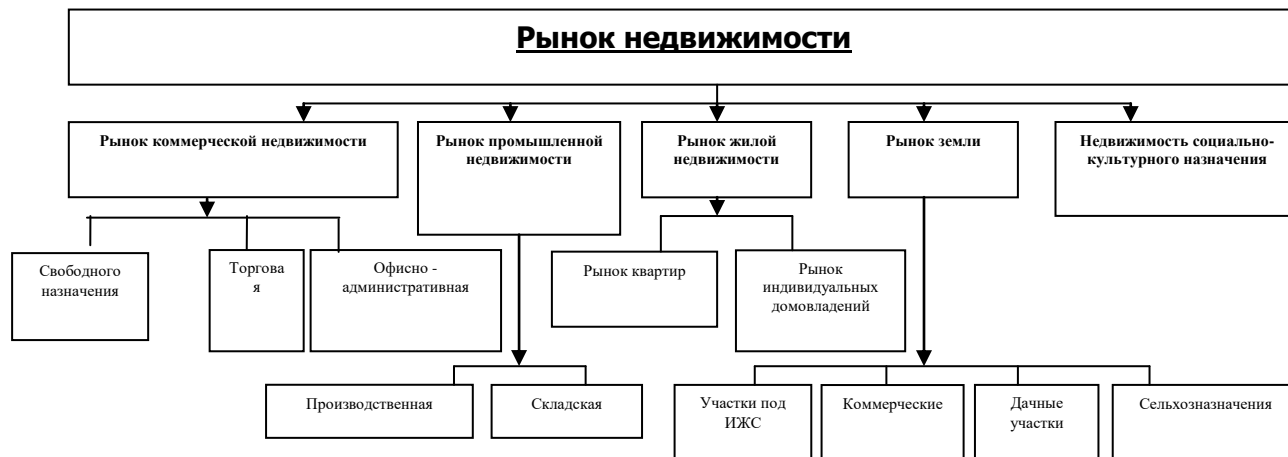 Рынок недвижимости
Рынок коммерческой недвижимости
Рынок промышленной
недвижимости
Рынок жилой
недвижимости
Рынок земли
Недвижимость социально-
культурного назначения
Свободного
назначения
Торгова
я
Офисно -
административная
Рынок квартир
Рынок
индивидуальных
домовладений
Производственная
Складская
Участки под
ИЖС
Коммерческие
Дачные
участки
Сельхозназначения